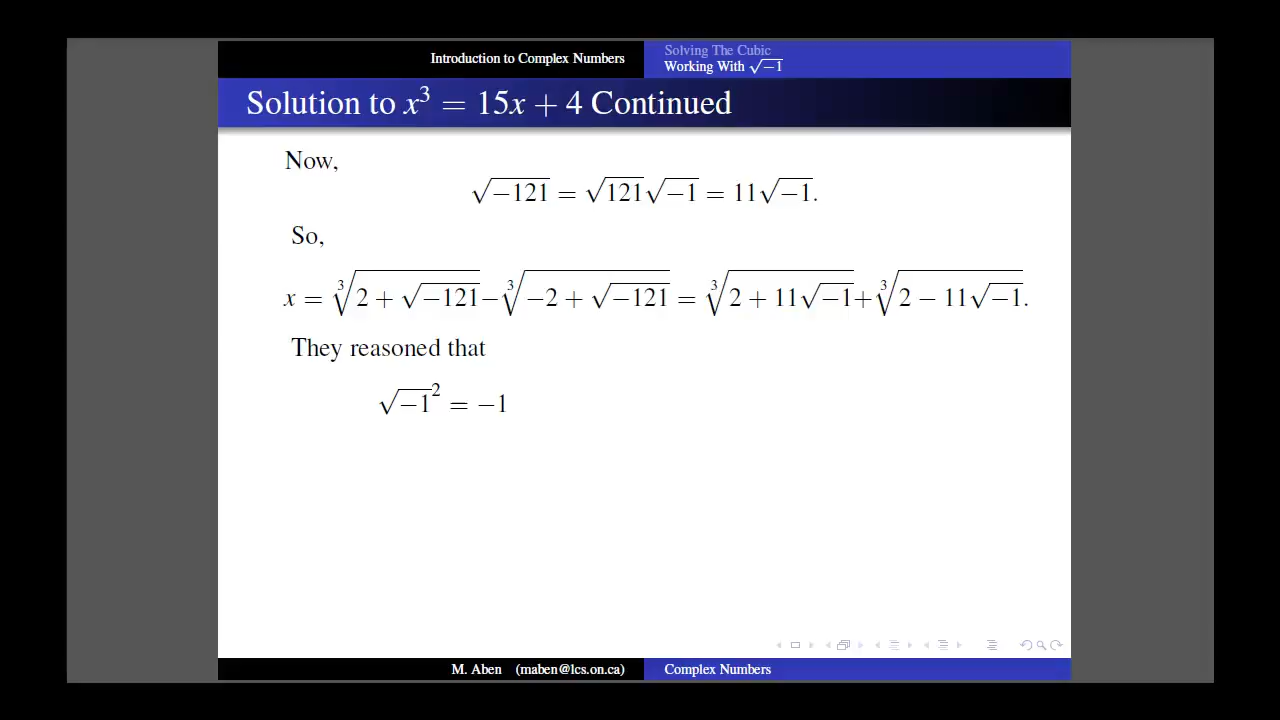 Introduction to Complex Numbers
Solving The Cubic
Working With √−1
Solution to x³ = 15x + 4 Continued
Now,
√−121 = √121√−1 = 11√−1.
So,
x = ∛(2 + √−121) − ∛(−2 + √−121) = ∛(2 + 11√−1) + ∛(2 − 11√−1).
They reasoned that
√−1² = −1
M. Aben (maben@lcs.on.ca)
Complex Numbers